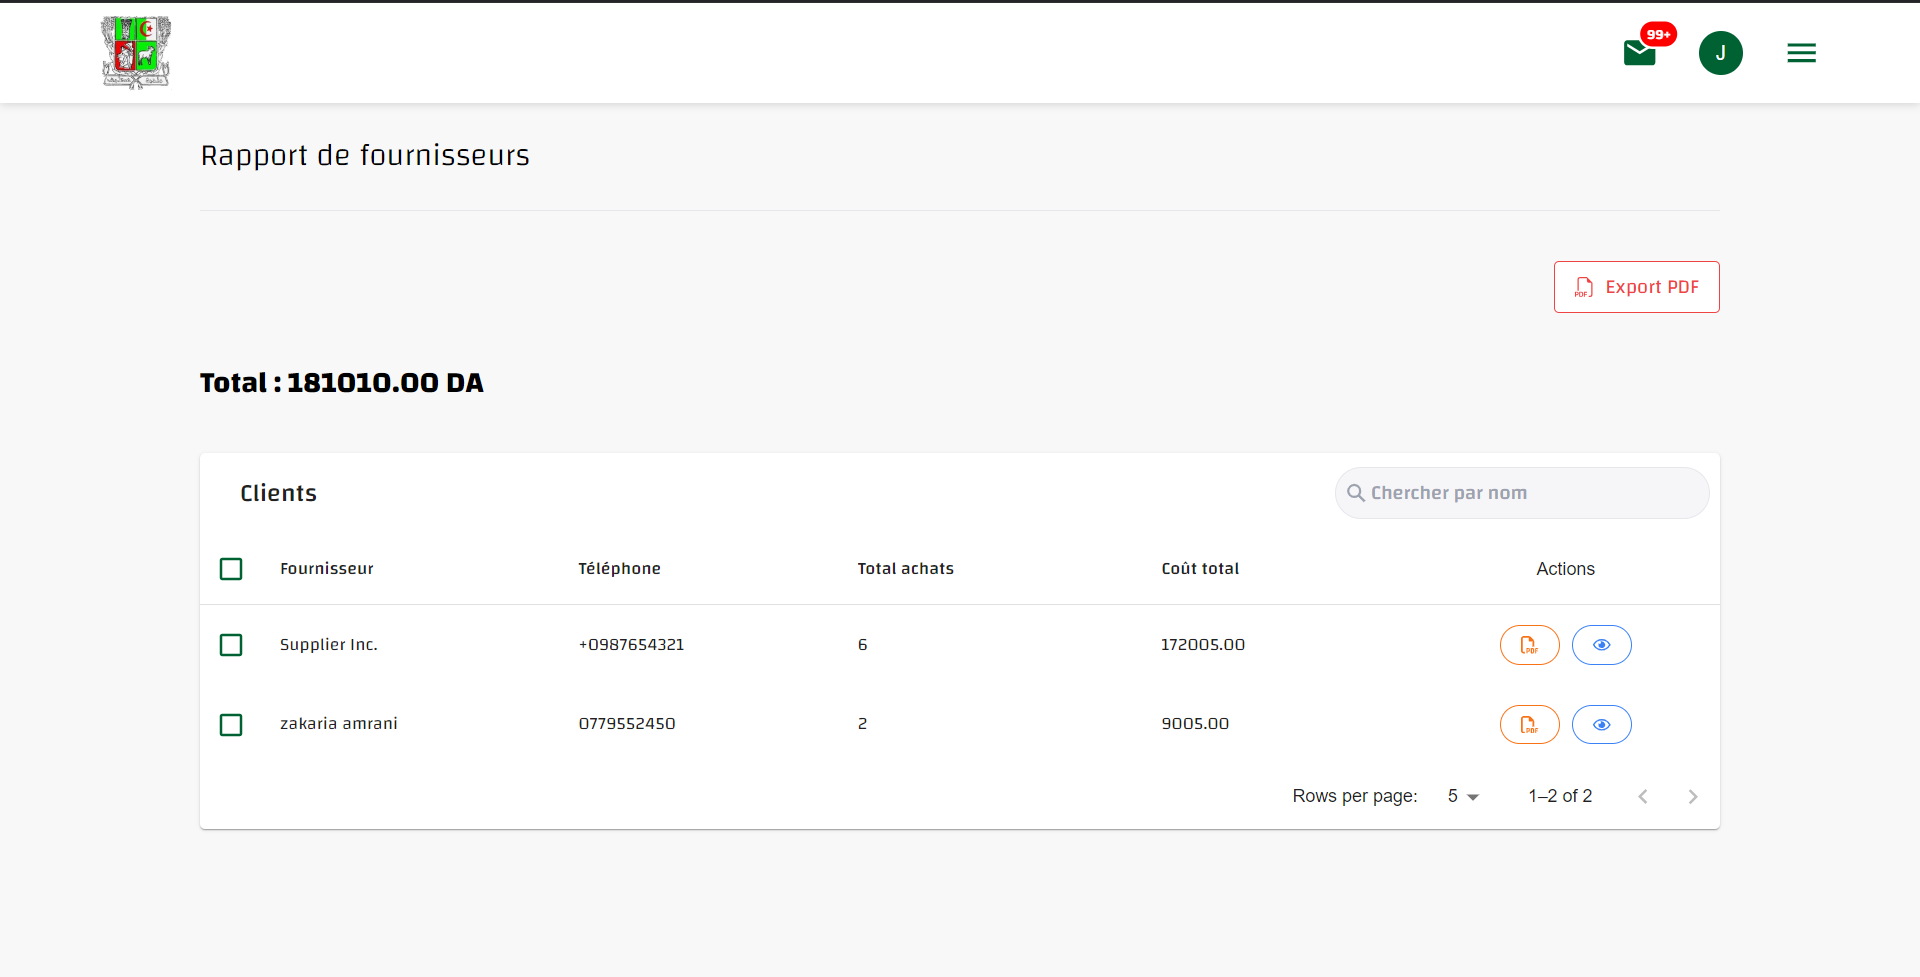 99+
J
Rapport de fournisseurs
Export PDF
Total : 181010.00 DA
Clients
Chercher par nom
Fournisseur Téléphone Total achats Coût total Actions
Supplier Inc. +0987654321 6 172005.00 PDF
zakaria amrani 0779552450 2 9005.00 PDF
Rows per page: 5 1–2 of 2